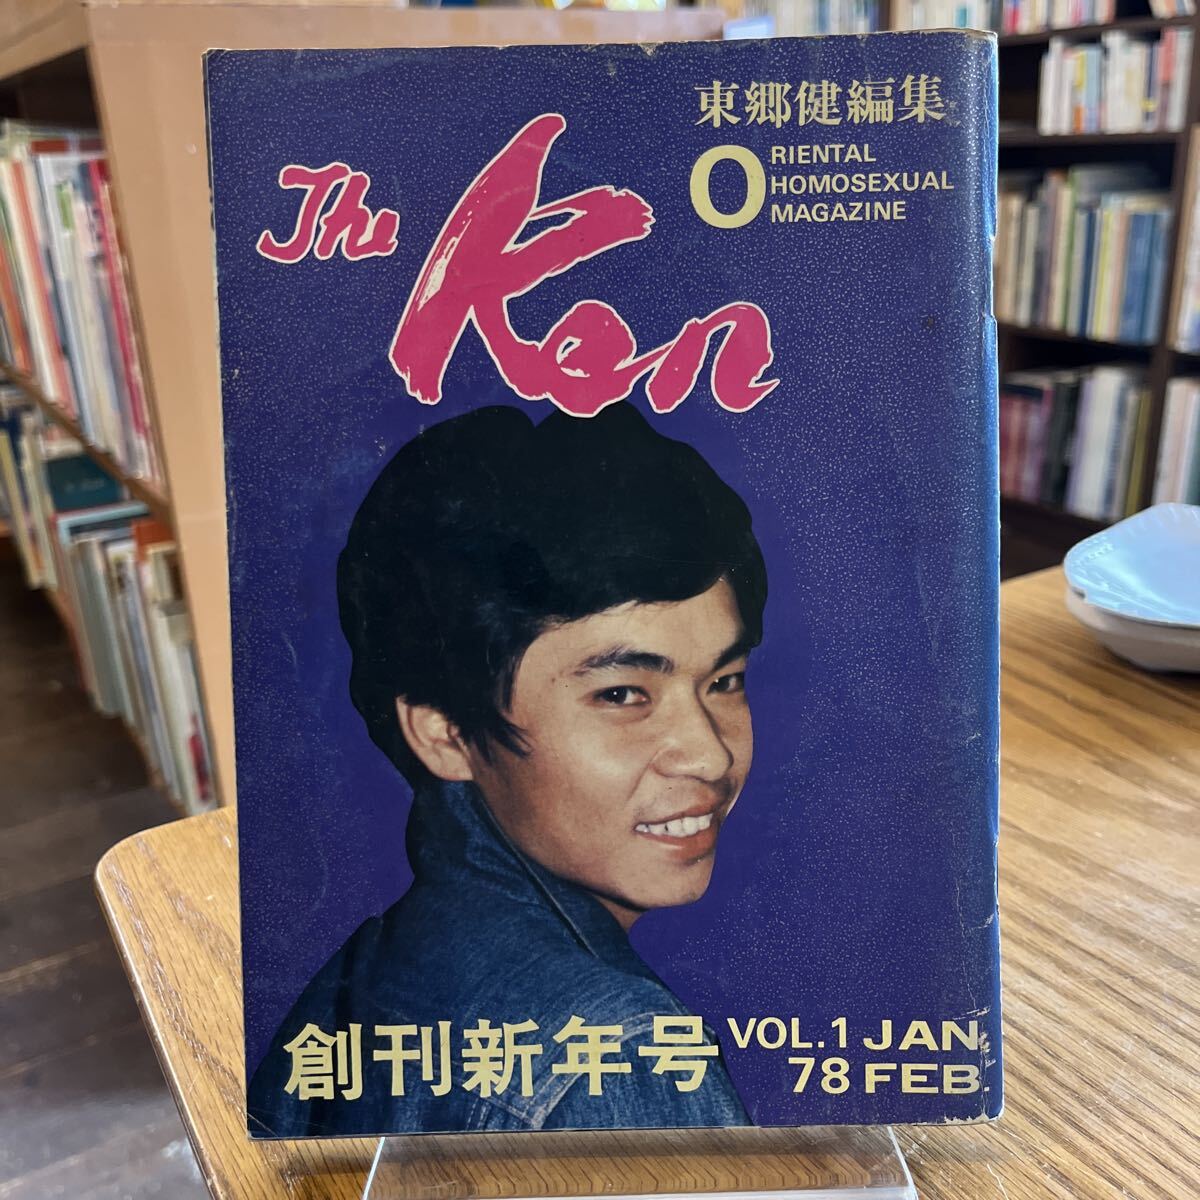 東郷健編集
ORIENTAL
HOMOSEXUAL
MAGAZINE
The Ken
創刊新年号
VOL.1 JAN.
78 FEB.